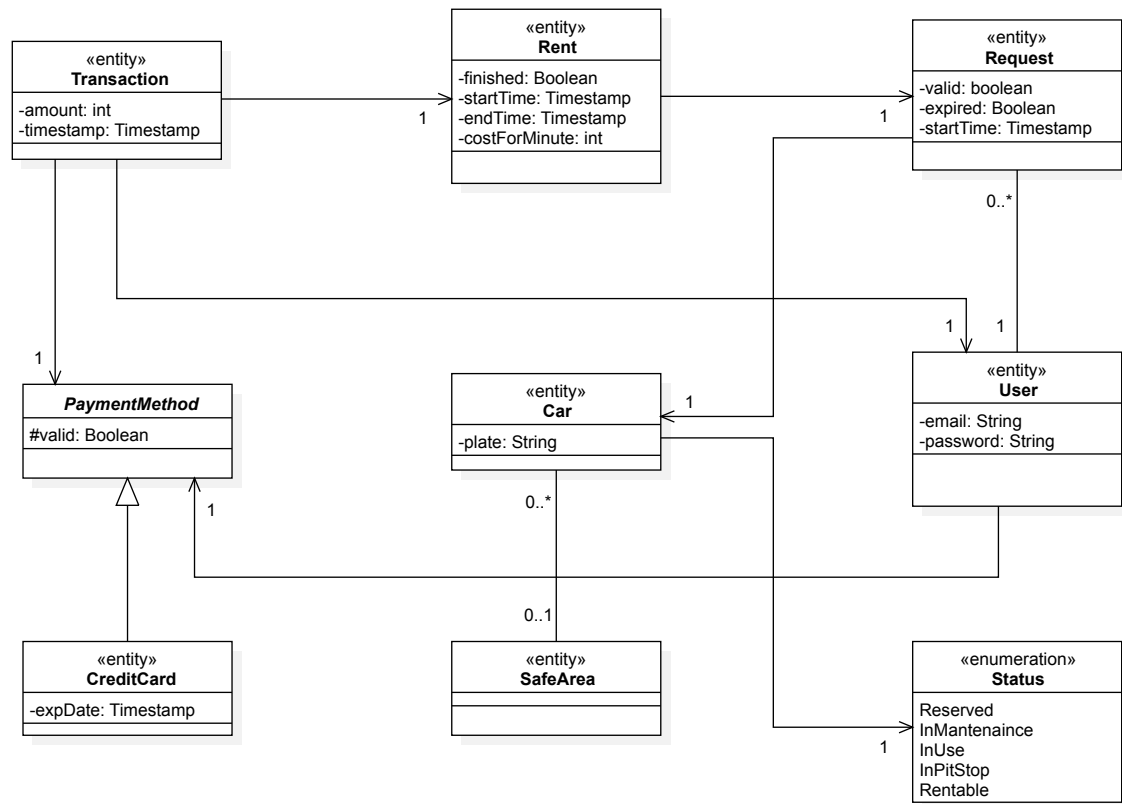 «entity»
Transaction
-amount: int
-timestamp: Timestamp
«entity»
Rent
-finished: Boolean
-startTime: Timestamp
-endTime: Timestamp
-costForMinute: int
«entity»
Request
-valid: boolean
-expired: Boolean
-startTime: Timestamp
1
1
0..*
1
1
1
PaymentMethod
#valid: Boolean
«entity»
Car
-plate: String
1
«entity»
User
-email: String
-password: String
1
0..*
0..1
«entity»
CreditCard
-expDate: Timestamp
«entity»
SafeArea
1
«enumeration»
Status
Reserved
InMantenaince
InUse
InPitStop
Rentable